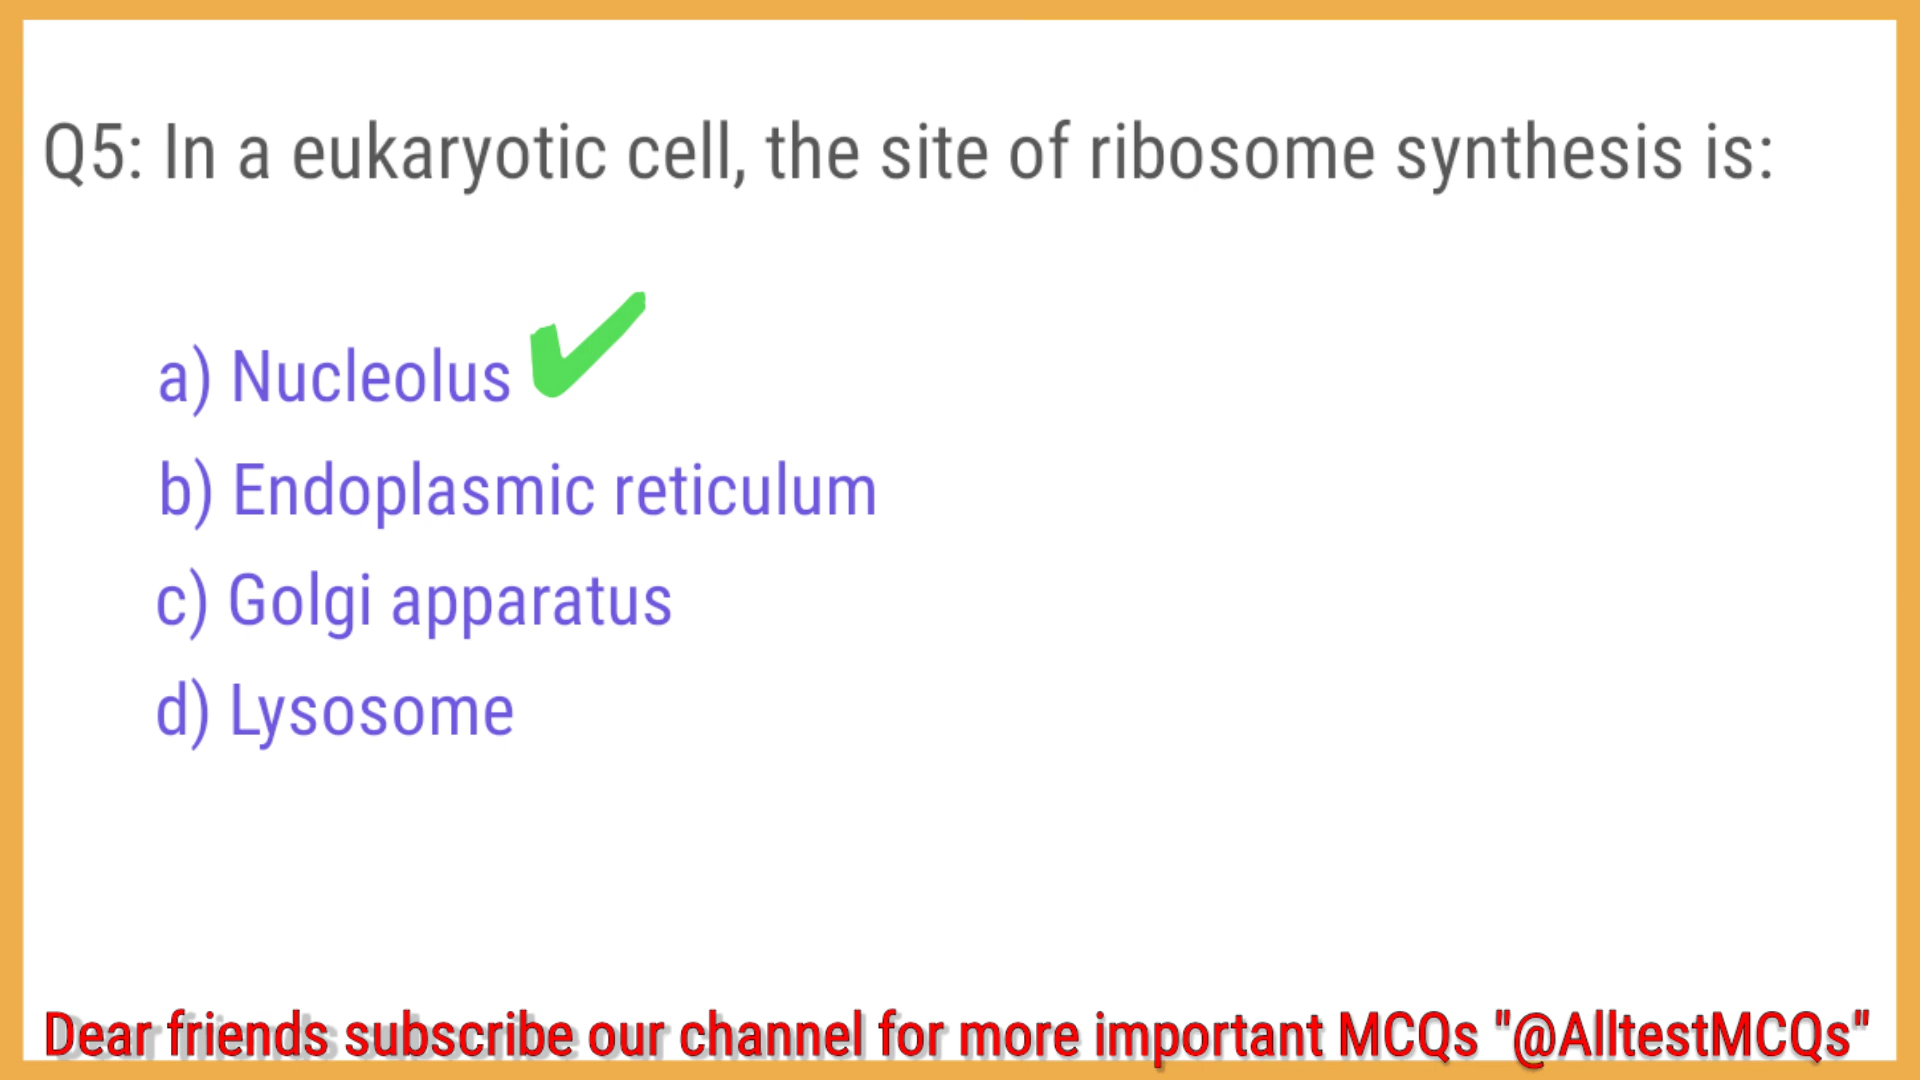 Q5: In a eukaryotic cell, the site of ribosome synthesis is:
a) Nucleolus
b) Endoplasmic reticulum
c) Golgi apparatus
d) Lysosome
Dear friends subscribe our channel for more important MCQs "@AlltestMCQs"